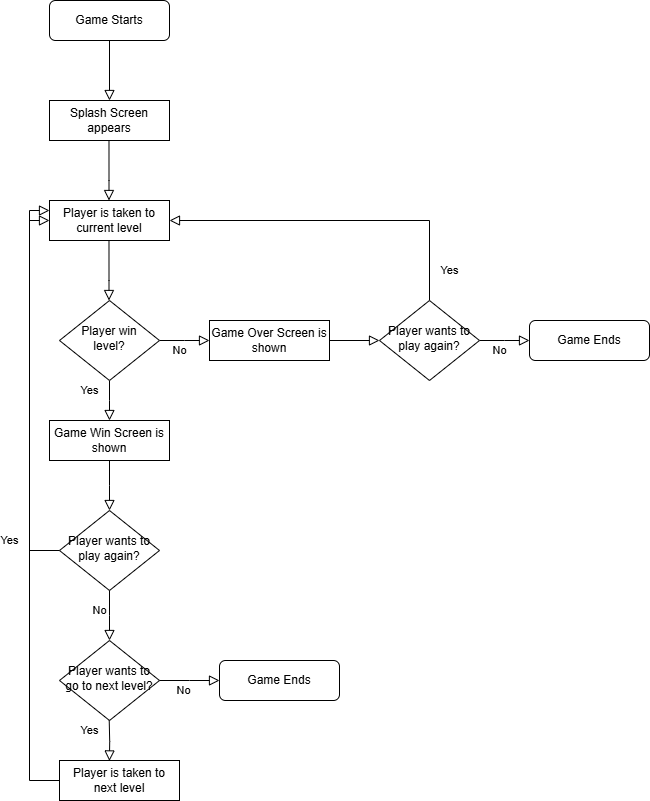 Game Starts
Splash Screen
appears
Player is taken to
current level
Yes
Player win
level?
No
Game Over Screen is
shown
Player wants to
play again?
No
Game Ends
Yes
Game Win Screen is
shown
Yes
Player wants to
play again?
No
Player wants to
go to next level?
No
Game Ends
Yes
Player is taken to
next level